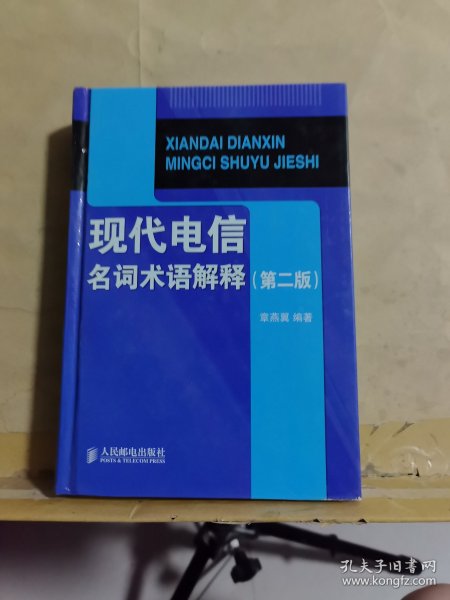 XIANDAI DIANXIN
MINGCI SHUYU JIESHI
现代电信
名词术语解释（第二版）
章燕翼 编著
人民邮电出版社
POSTS & TELECOM PRESS
孔夫子旧书网
www.kongfz.com